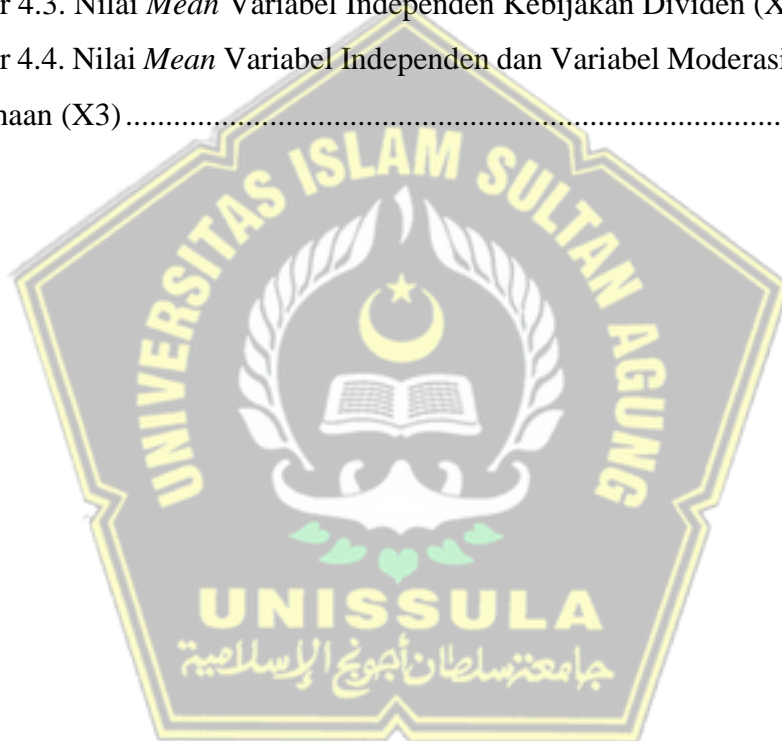 r 4.3. Nilai Mean Variabel Independen Kebijakan Dividen (X
r 4.4. Nilai Mean Variabel Independen dan Variabel Moderasi
naan (X3)
UNIVERSITAS ISLAM SULTAN AGUNG
UNISSULA
جامعة سلطان أجونج الإسلامية